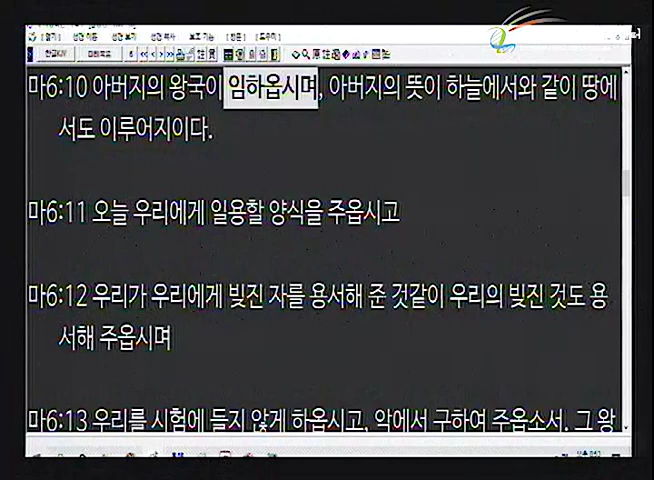 마6:10 아버지의 왕국이 임하옵시며, 아버지의 뜻이 하늘에서와 같이 땅에
서도 이루어지이다.
마6:11 오늘 우리에게 일용할 양식을 주옵시고
마6:12 우리가 우리에게 빚진 자를 용서해 준 것같이 우리의 빚진 것도 용
서해 주옵시며
마6:13 우리를 시험에 들지 않게 하옵시고, 악에서 구하여 주옵소서. 그 왕